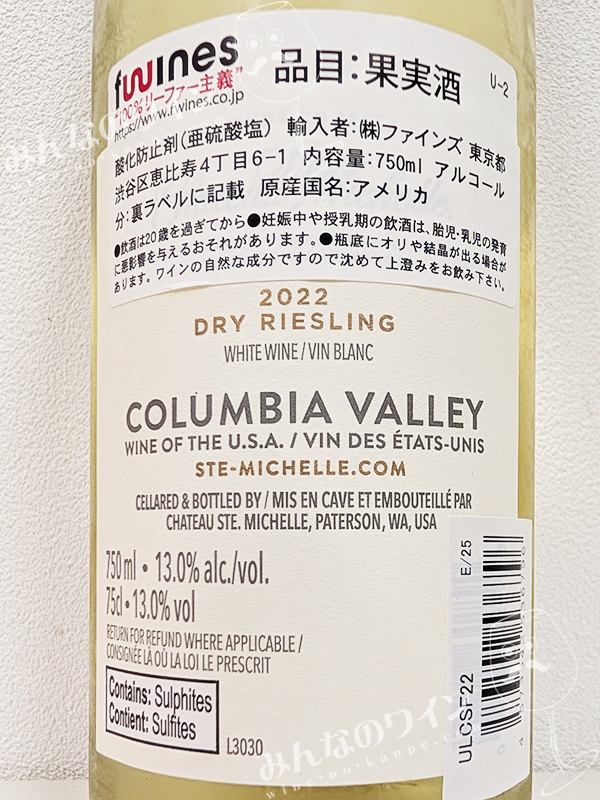 fWines
"100%リーファー主義"
https://www.fwines.co.jp
品目:果実酒
U-2
酸化防止剤(亜硫酸塩) 輸入者:㈱ファインズ 東京都
渋谷区恵比寿4丁目6-1 内容量:750ml アルコール
分:裏ラベルに記載 原産国名:アメリカ
●飲酒は20歳を過ぎてから●妊娠中や授乳期の飲酒は、胎児・乳児の発育
に悪影響を与えるおそれがあります。●瓶底にオリや結晶が出る場合が
あります。ワインの自然な成分ですので沈めて上澄みをお飲み下さい。
2022
DRY RIESLING
WHITE WINE / VIN BLANC
COLUMBIA VALLEY
WINE OF THE U.S.A. / VIN DES ÉTATS-UNIS
STE-MICHELLE.COM
CELLARED & BOTTLED BY / MIS EN CAVE ET EMBOUTEILLÉ PAR
CHATEAU STE. MICHELLE, PATERSON, WA, USA
750 ml • 13.0% alc./vol.
75cl • 13.0% vol
RETURN FOR REFUND WHERE APPLICABLE /
CONSIGNÉE LÀ OÙ LA LOI LE PRESCRIT
Contains: Sulphites
Contient: Sulfites
L3030
E/25
ULCSF22
みんなのワイン
wine-no-kanpe.com